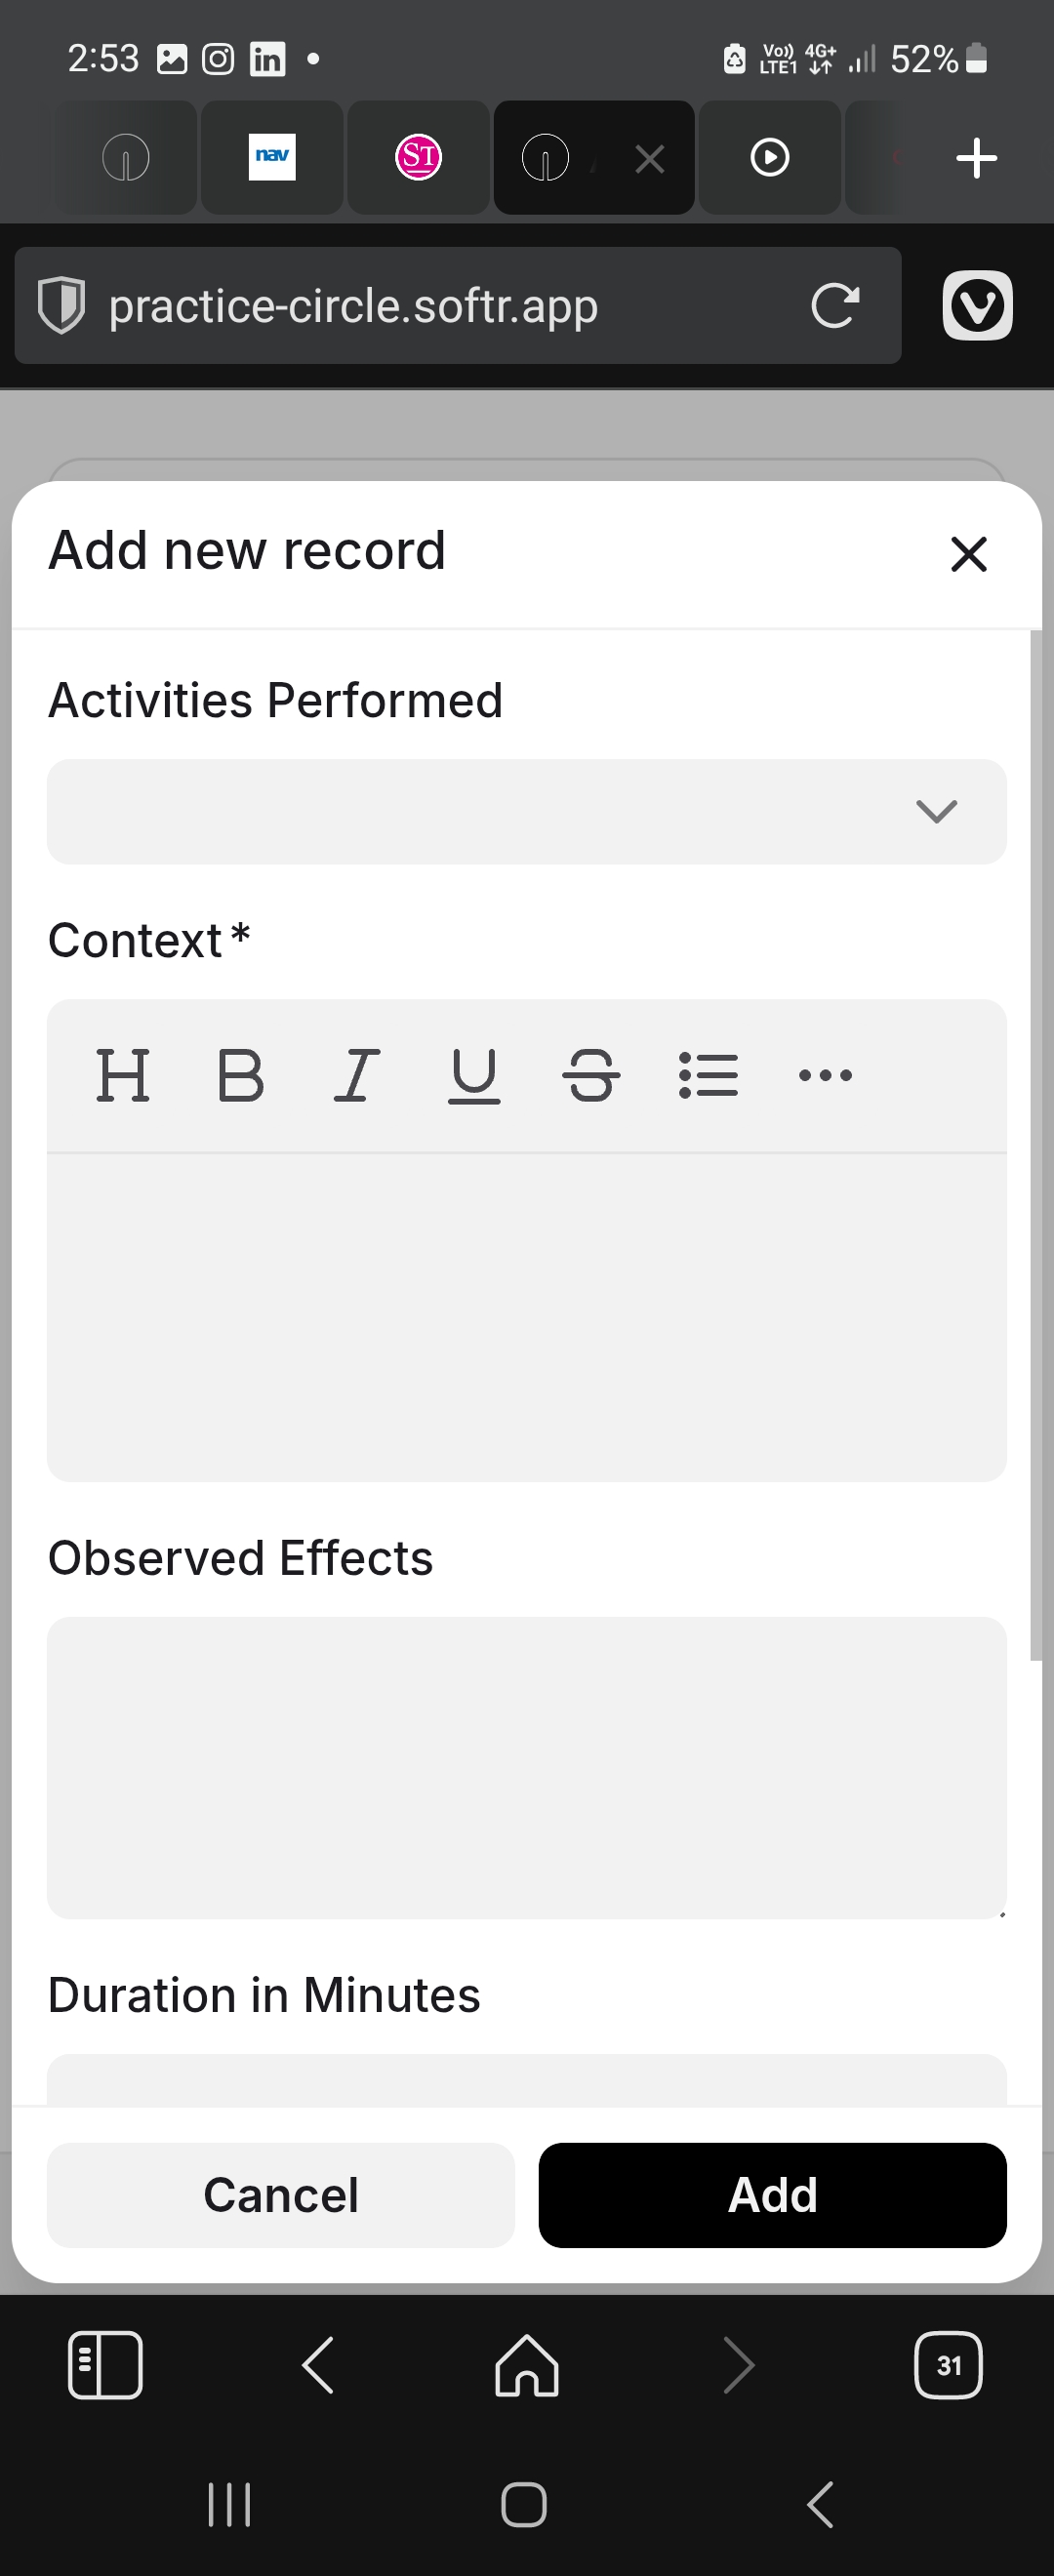 2:53
Vo))
LTE1
4G+
52%
nav
ST
practice-circle.softr.app
Add new record
Activities Performed
Context*
H B I U S
Observed Effects
Duration in Minutes
Cancel
Add
31